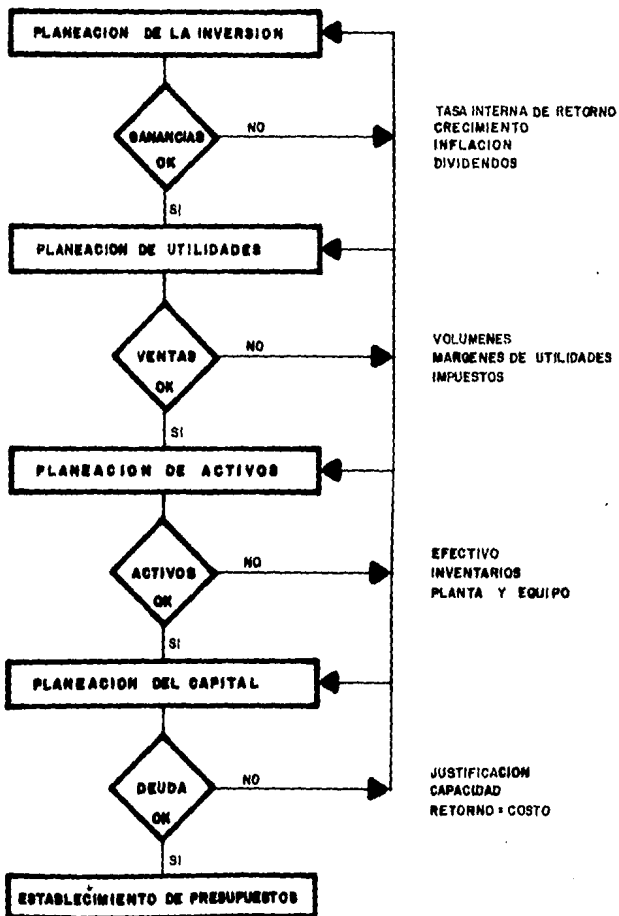 PLANEACION DE LA INVERSION
GANANCIAS
OK
NO
SI
TASA INTERNA DE RETORNO
CRECIMIENTO
INFLACION
DIVIDENDOS
PLANEACION DE UTILIDADES
VENTAS
OK
NO
SI
VOLUMENES
MARGENES DE UTILIDADES
IMPUESTOS
PLANEACION DE ACTIVOS
ACTIVOS
OK
NO
SI
EFECTIVO
INVENTARIOS
PLANTA Y EQUIPO
PLANEACION DEL CAPITAL
DEUDA
OK
NO
SI
JUSTIFICACION
CAPACIDAD
RETORNO = COSTO
ESTABLECIMIENTO DE PRESUPUESTOS